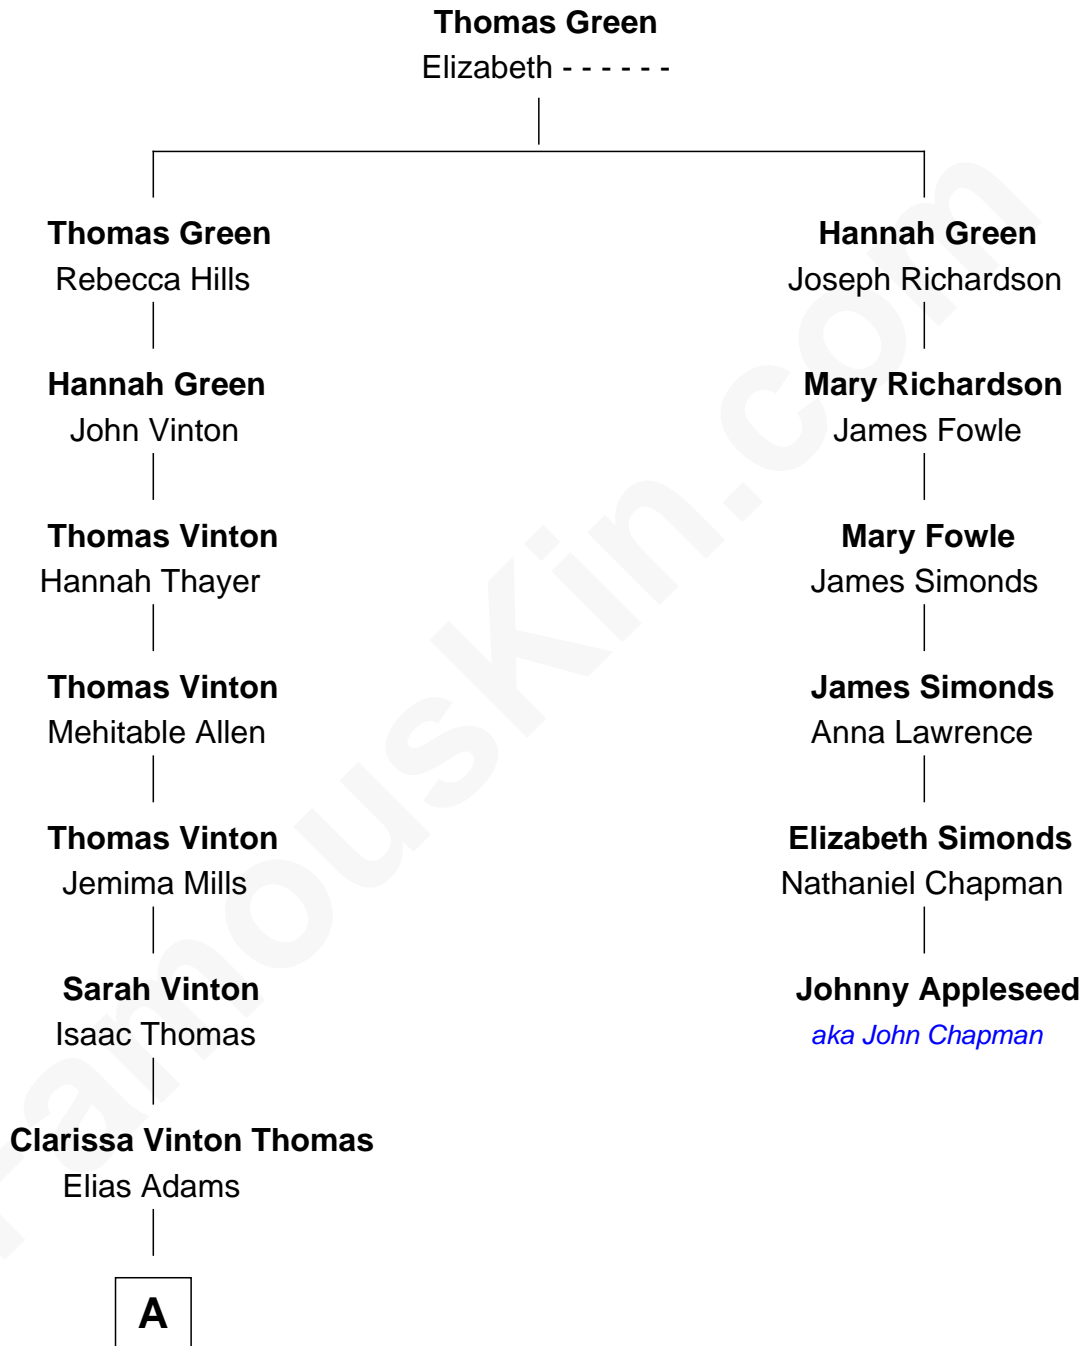 Thomas Green
Elizabeth - - - - - -
Thomas Green
Rebecca Hills
Hannah Green
Joseph Richardson
Hannah Green
John Vinton
Mary Richardson
James Fowle
Thomas Vinton
Hannah Thayer
Mary Fowle
James Simonds
Thomas Vinton
Mehitable Allen
James Simonds
Anna Lawrence
Thomas Vinton
Jemima Mills
Elizabeth Simonds
Nathaniel Chapman
Sarah Vinton
Isaac Thomas
Johnny Appleseed
aka John Chapman
Clarissa Vinton Thomas
Elias Adams
A
FamousKin.com